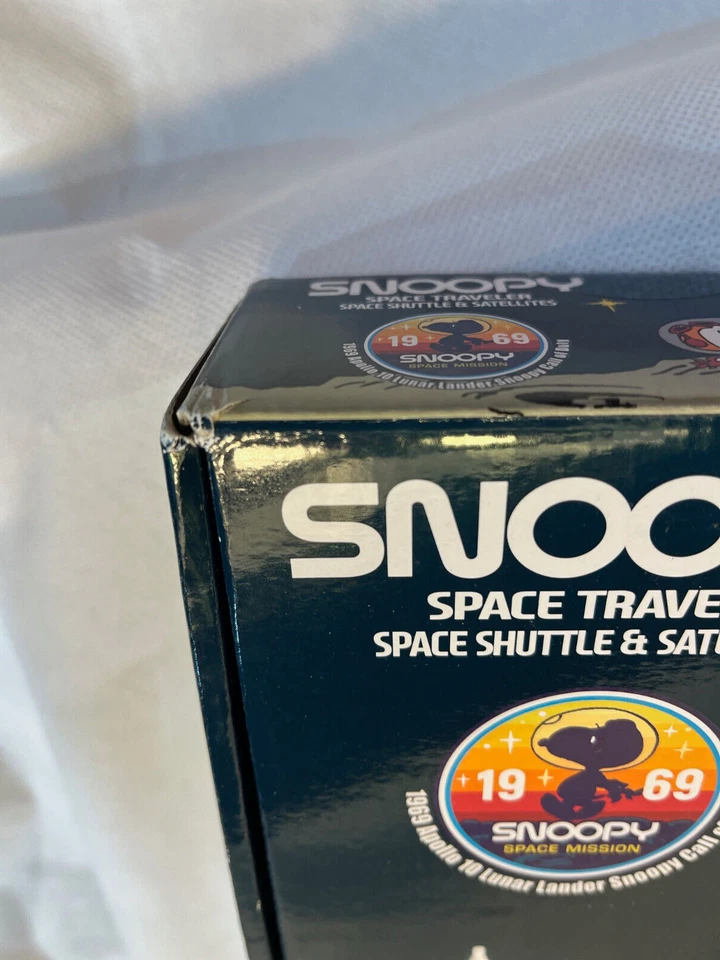 SNOOPY
SPACE TRAVELER
SPACE SHUTTLE & SATELLITES
19 69
SNOOPY
SPACE MISSION
1969 Apollo 10 Lunar Lander Snoopy Call of Duty
SNOO
SPACE TRAVE
SPACE SHUTTLE & SAT
19 69
SNOOPY
SPACE MISSION
1969 Apollo 10 Lunar Lander Snoopy Call